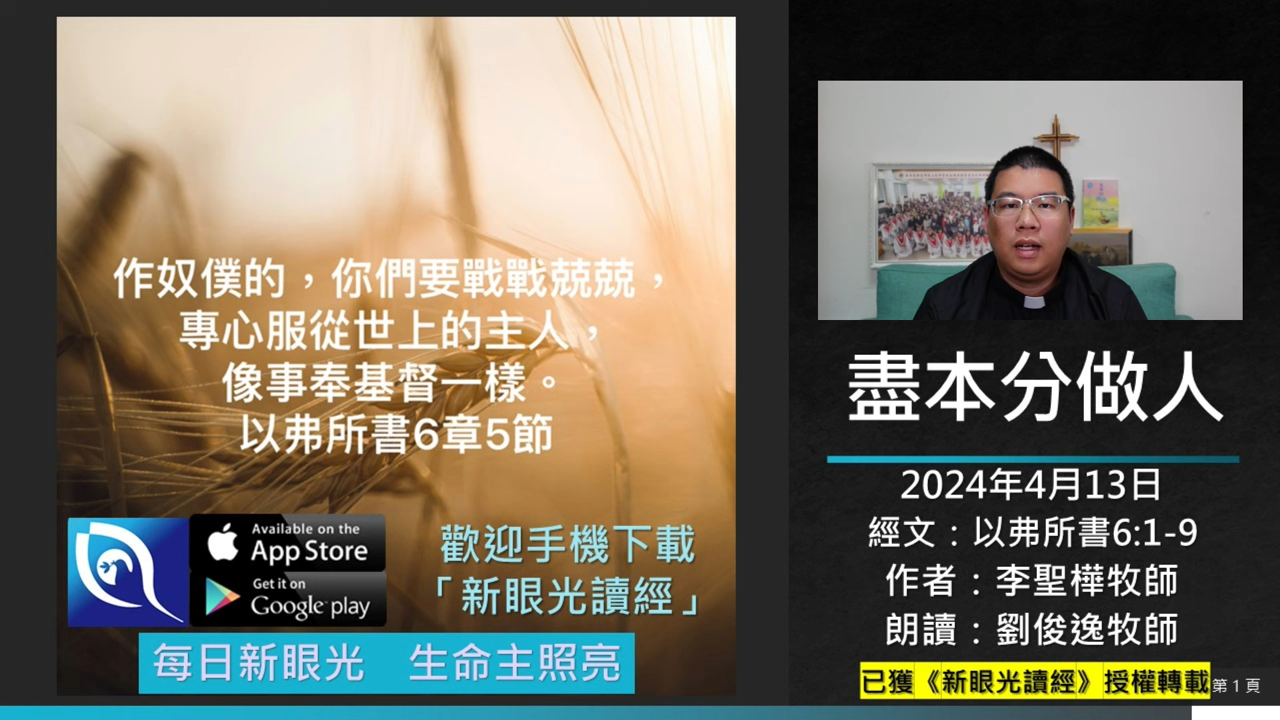 作奴僕的，你們要戰戰兢兢，
專心服從世上的主人，
像事奉基督一樣。
以弗所書6章5節
Available on the
App Store
Get it on
Google play
歡迎手機下載
「新眼光讀經」
每日新眼光　生命主照亮
盡本分做人
2024年4月13日
經文：以弗所書6:1-9
作者：李聖樺牧師
朗讀：劉俊逸牧師
已獲《新眼光讀經》授權轉載
第 1 頁